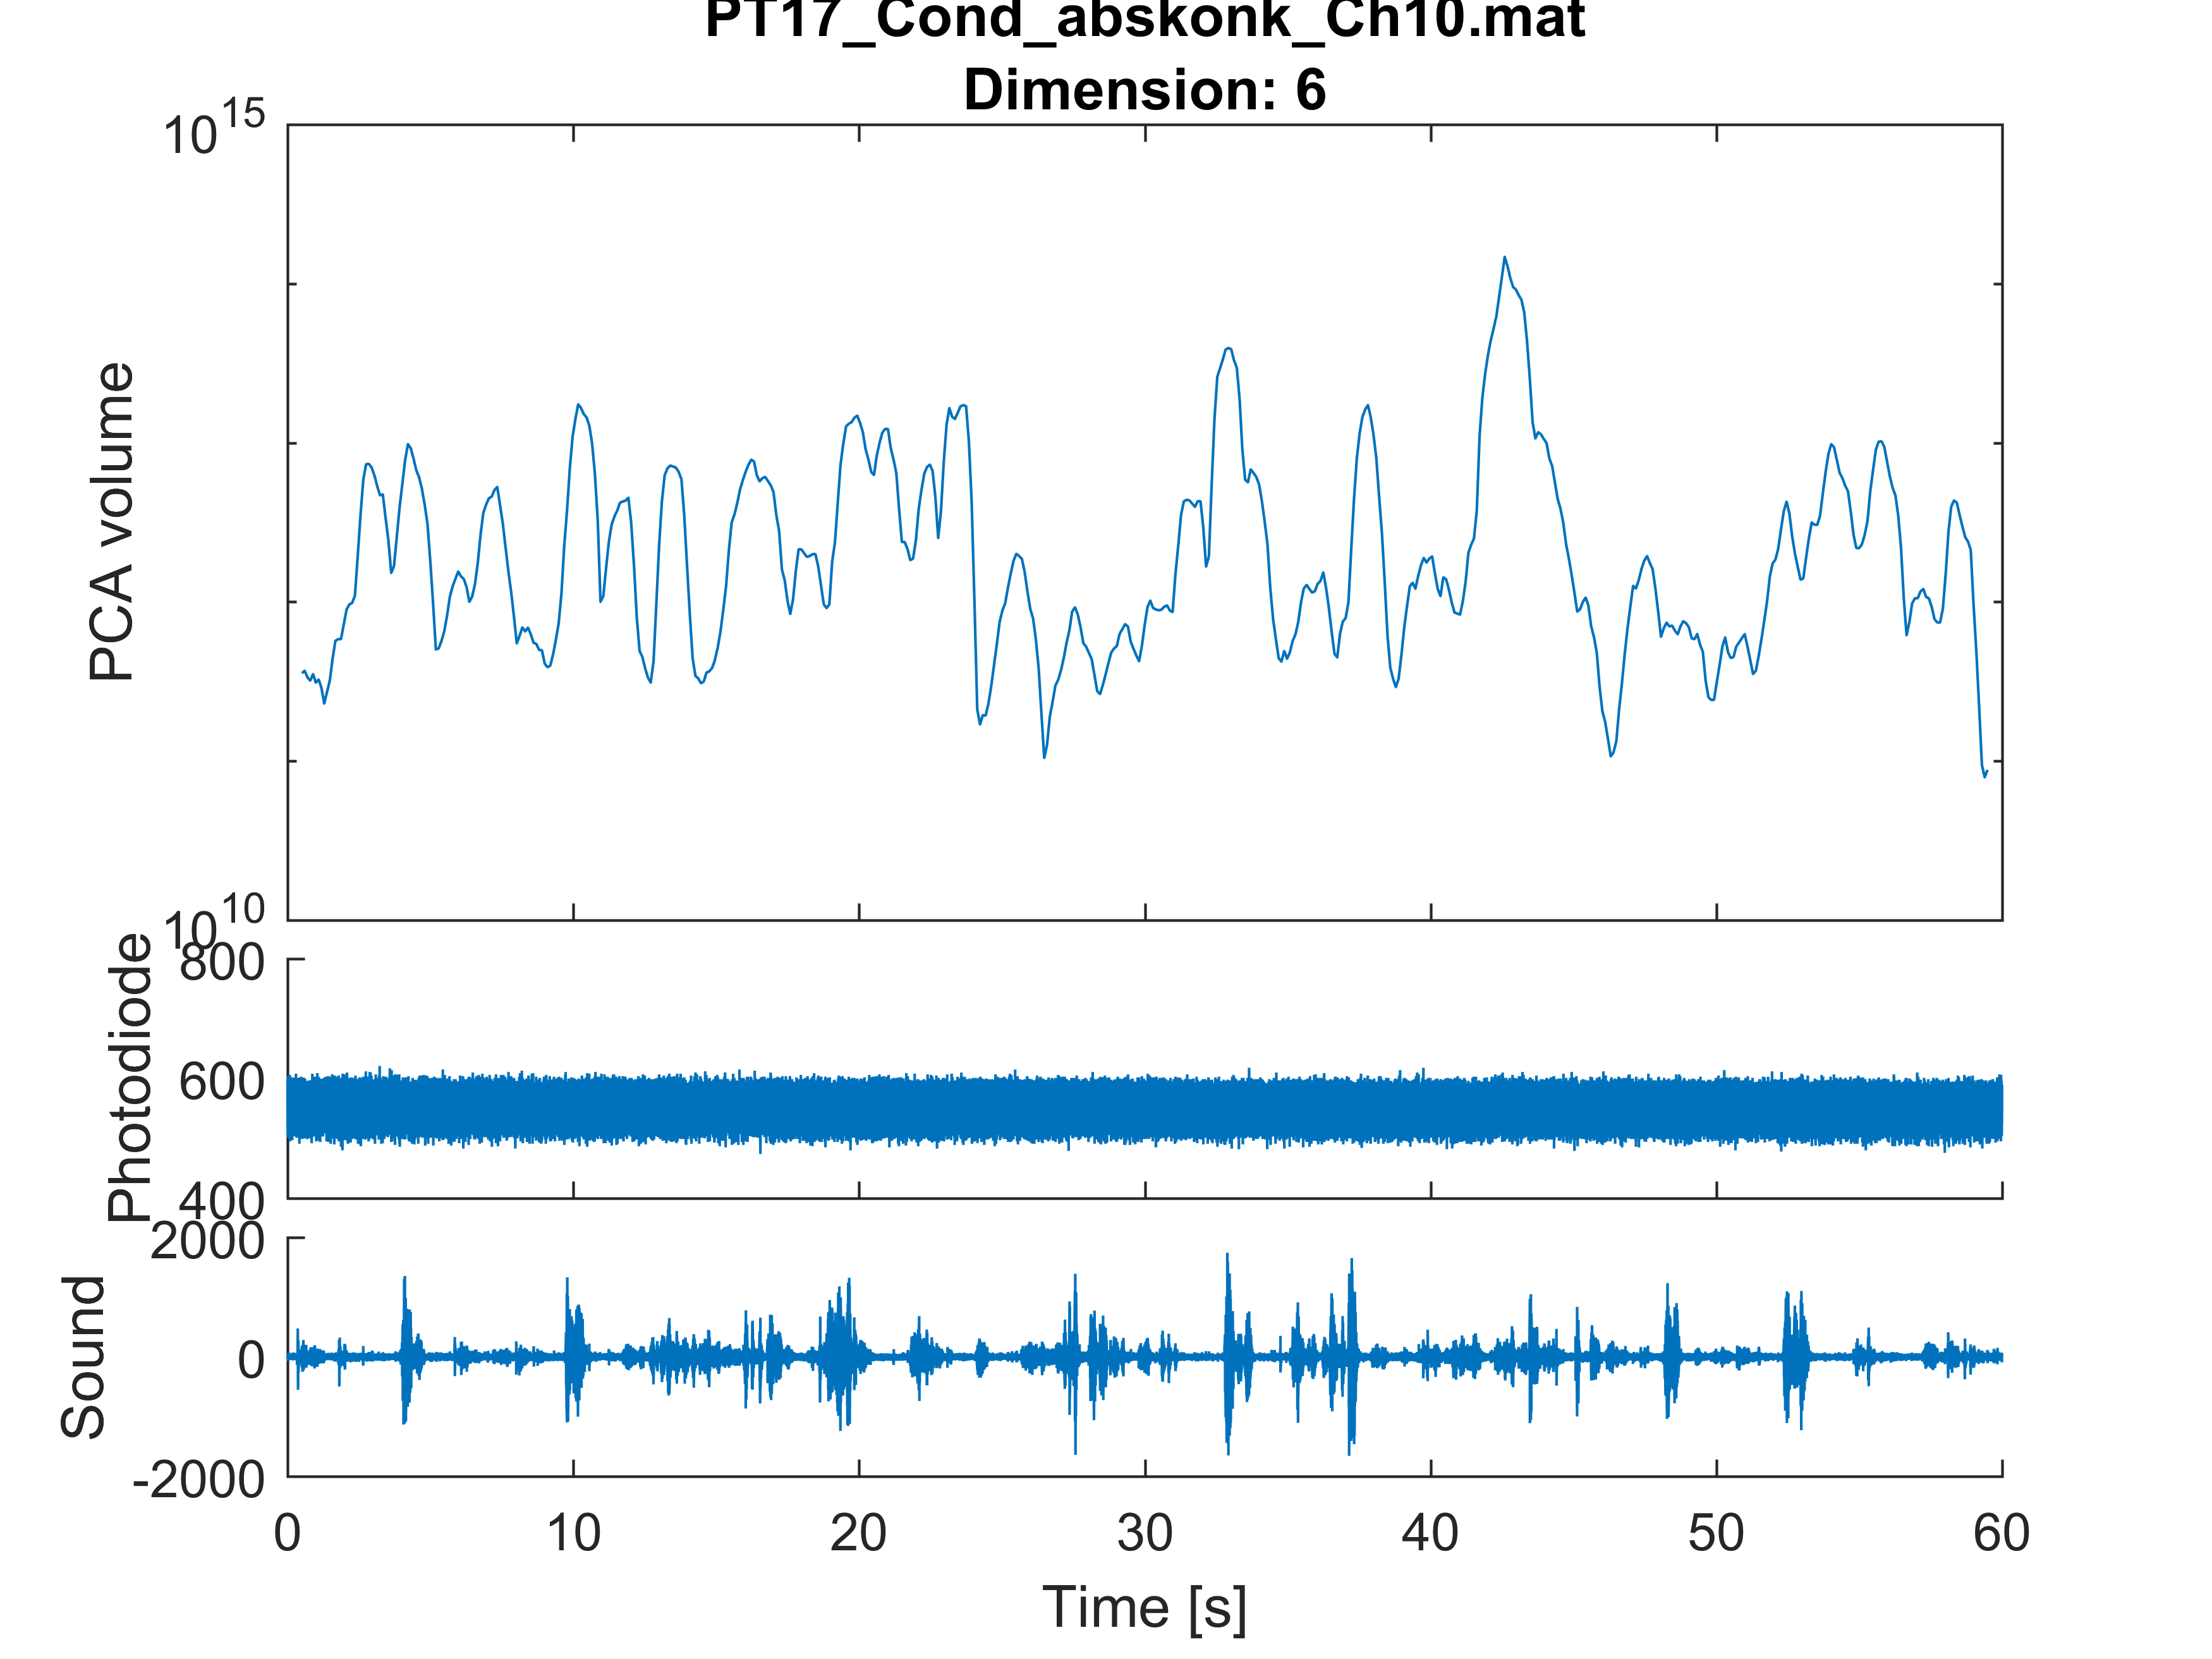 PT17_Cond_abskonk_Ch10.mat
Dimension: 6
10^15
PCA volume
10^10
800
Photodiode
600
400
2000
Sound
0
-2000
0 10 20 30 40 50 60
Time [s]